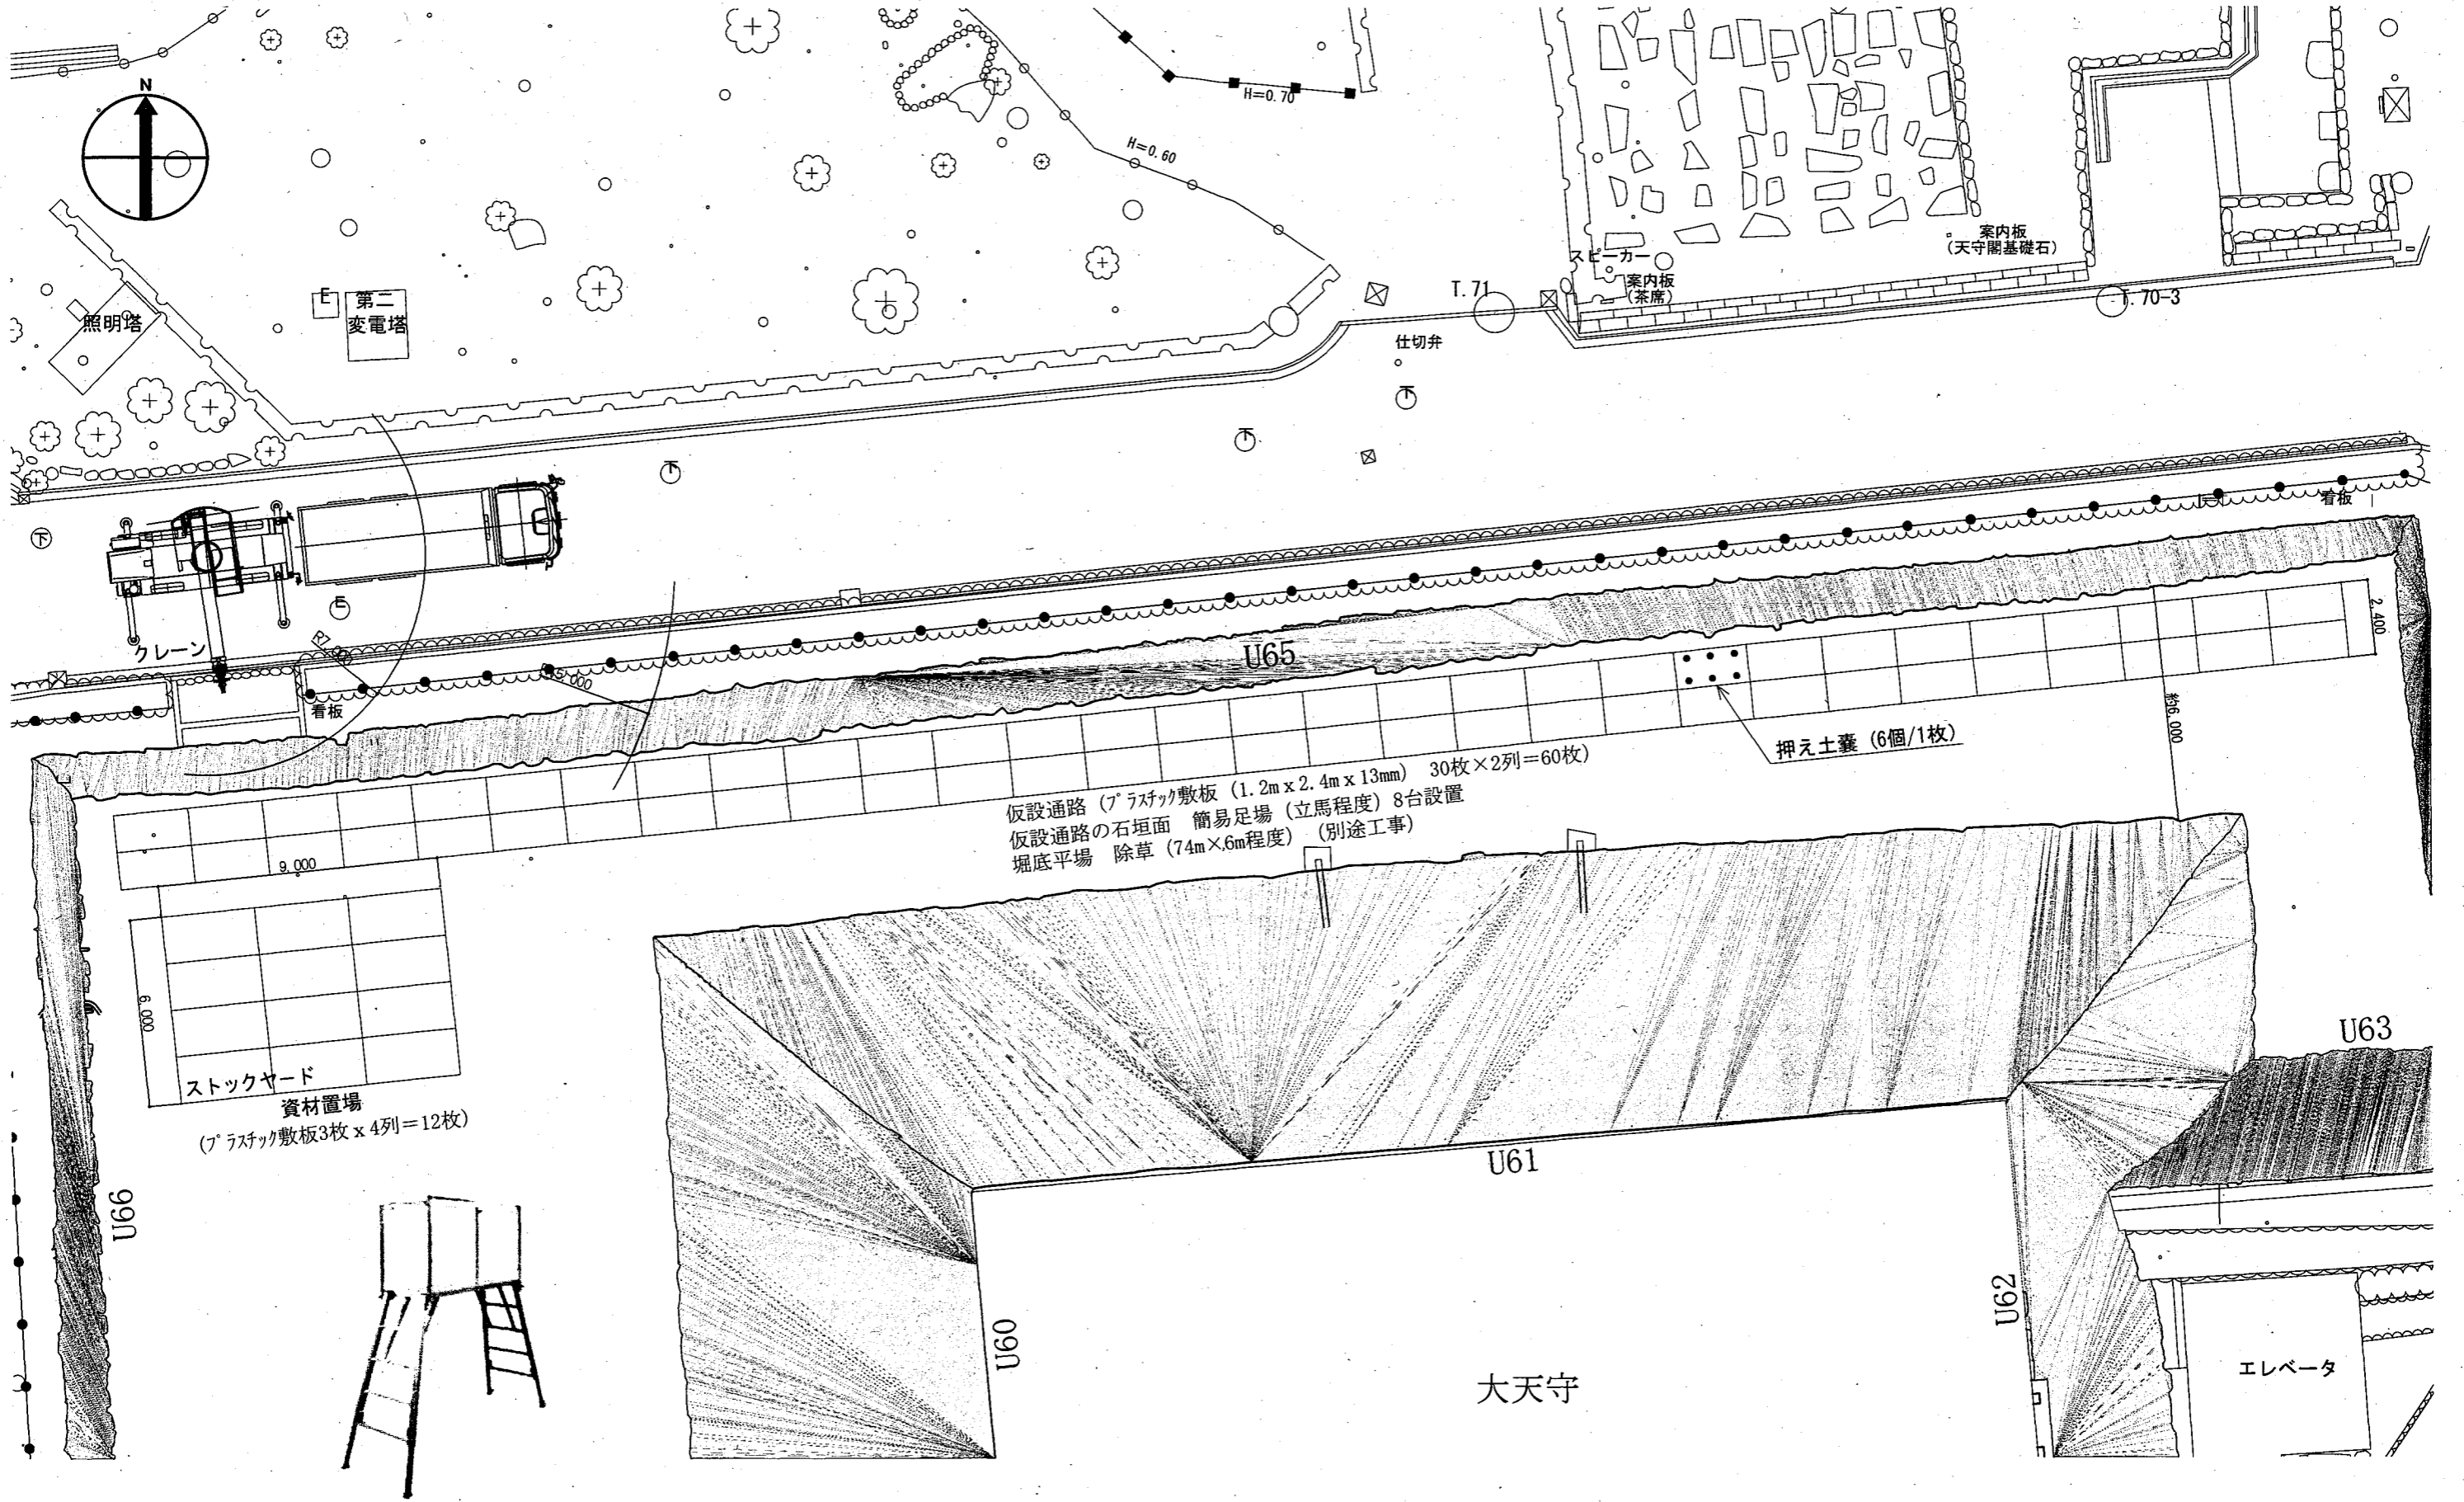 N
H=0.70
H=0.60
案内板
(天守閣基礎石)
スピーカー
案内板
(茶席)
T.71
T.70-3
E
第二
変電塔
照明塔
仕切弁
下
下
下
下
看板
E
クレーン
看板
U65
2.400
約6.000
押え土嚢 (6個/1枚)
仮設通路 (プラスチック敷板 (1.2mx2.4mx13mm) 30枚×2列=60枚)
仮設通路の石垣面 簡易足場 (立馬程度) 8台設置
堀底平場 除草 (74m×6m程度) (別途工事)
9.000
6.000
ストックヤード
資材置場
(プラスチック敷板3枚x4列=12枚)
U66
U63
U61
U60
U62
大天守
エレベータ